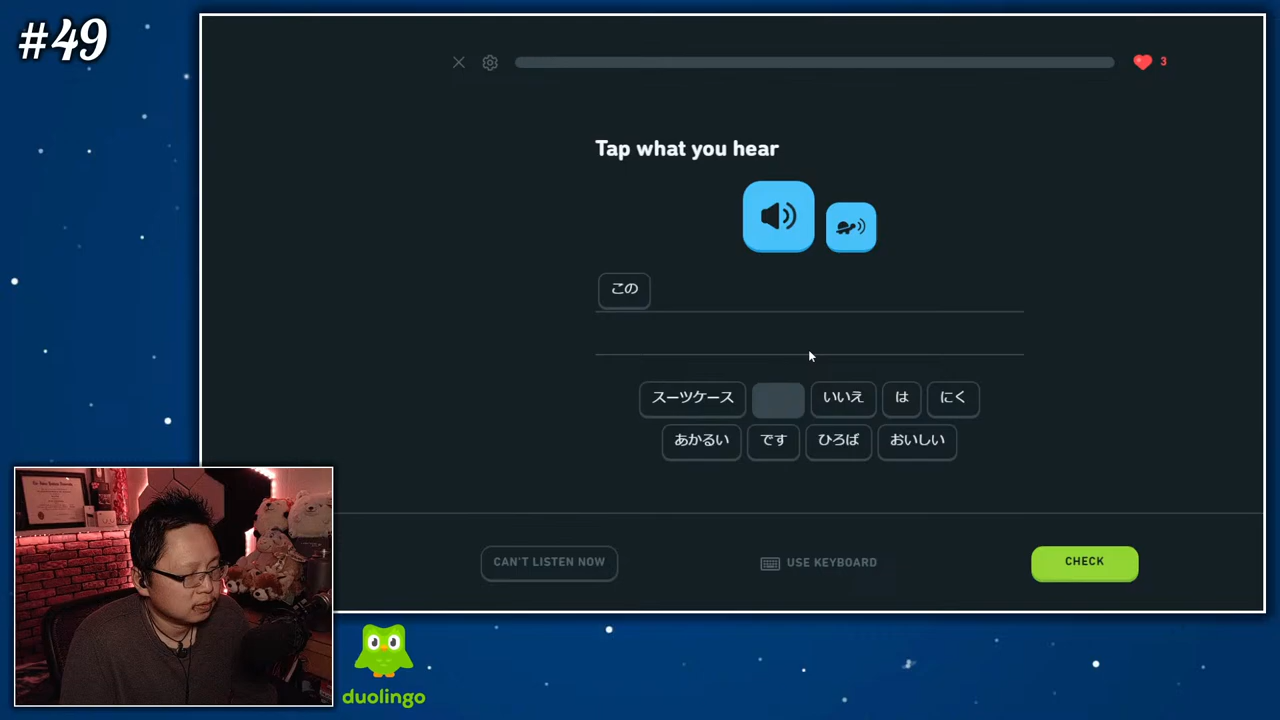 #49
3
Tap what you hear
この
スーツケース いいえ は にく
あかるい です ひろば おいしい
CAN'T LISTEN NOW USE KEYBOARD CHECK
duolingo